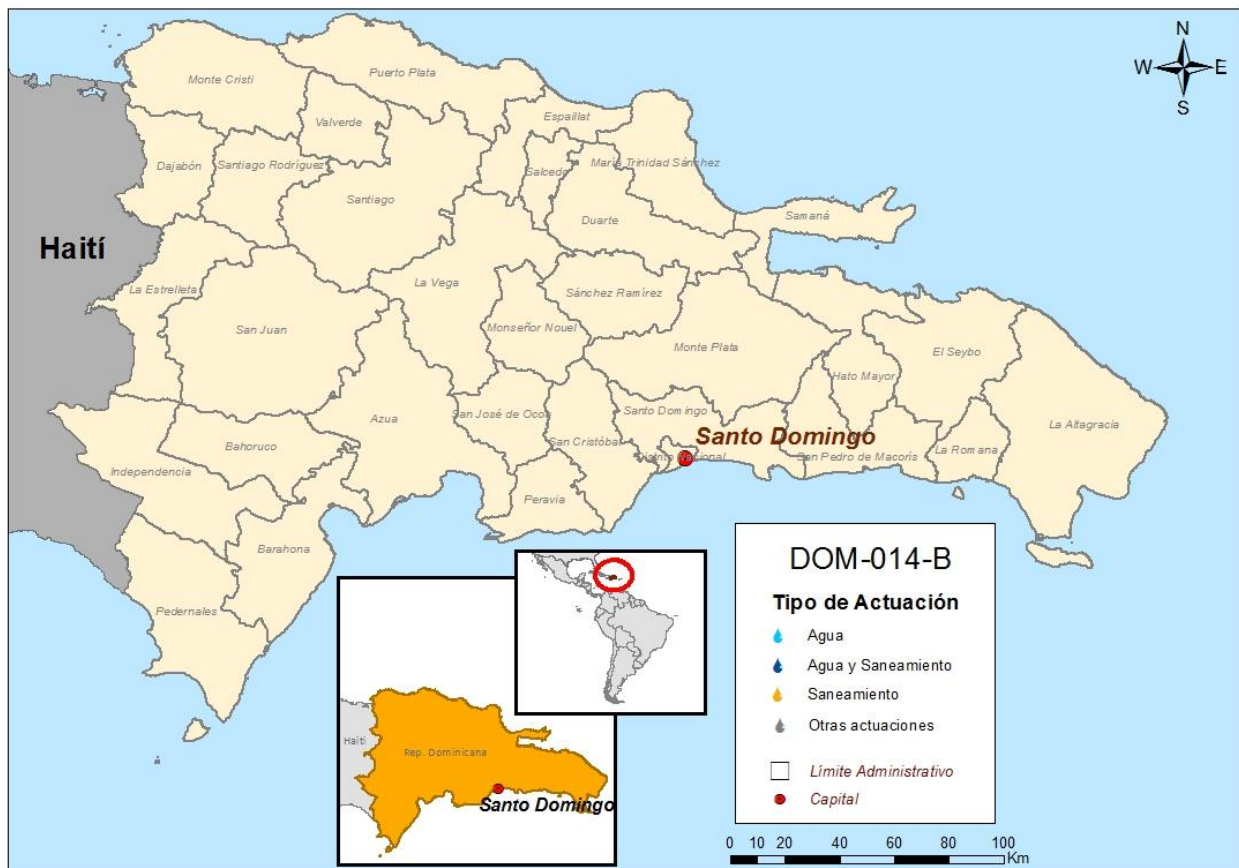 N
W E
S
Monte Cristi
Puerto Plata
Valverde
Espaillat
Dajabón
Santiago Rodríguez
Salcedo
María Trinidad Sánchez
Santiago
Duarte
Samaná
Haití
La Estrelleta
La Vega
Sánchez Ramírez
San Juan
Monseñor Nouel
Monte Plata
El Seybo
Hato Mayor
Azua
San José de Ocoa
Santo Domingo
La Altagracia
San Cristóbal
Santo Domingo
Bahoruco
Distrito Nacional
San Pedro de Macorís
La Romana
Independencia
Peravia
Barahona
Pedernales
DOM-014-B
Tipo de Actuación
Agua
Agua y Saneamiento
Saneamiento
Otras actuaciones
Límite Administrativo
Capital
Haití
Rep. Dominicana
Santo Domingo
0 10 20 40 60 80 100
Km